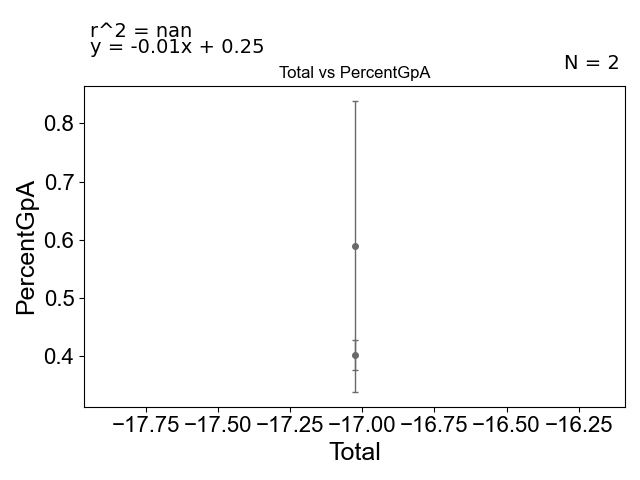 r^2 = nan
y = -0.01x + 0.25
N = 2
Total vs PercentGpA
0.8
0.7
0.6
0.5
0.4
PercentGpA
−17.75 −17.50 −17.25 −17.00 −16.75 −16.50 −16.25
Total